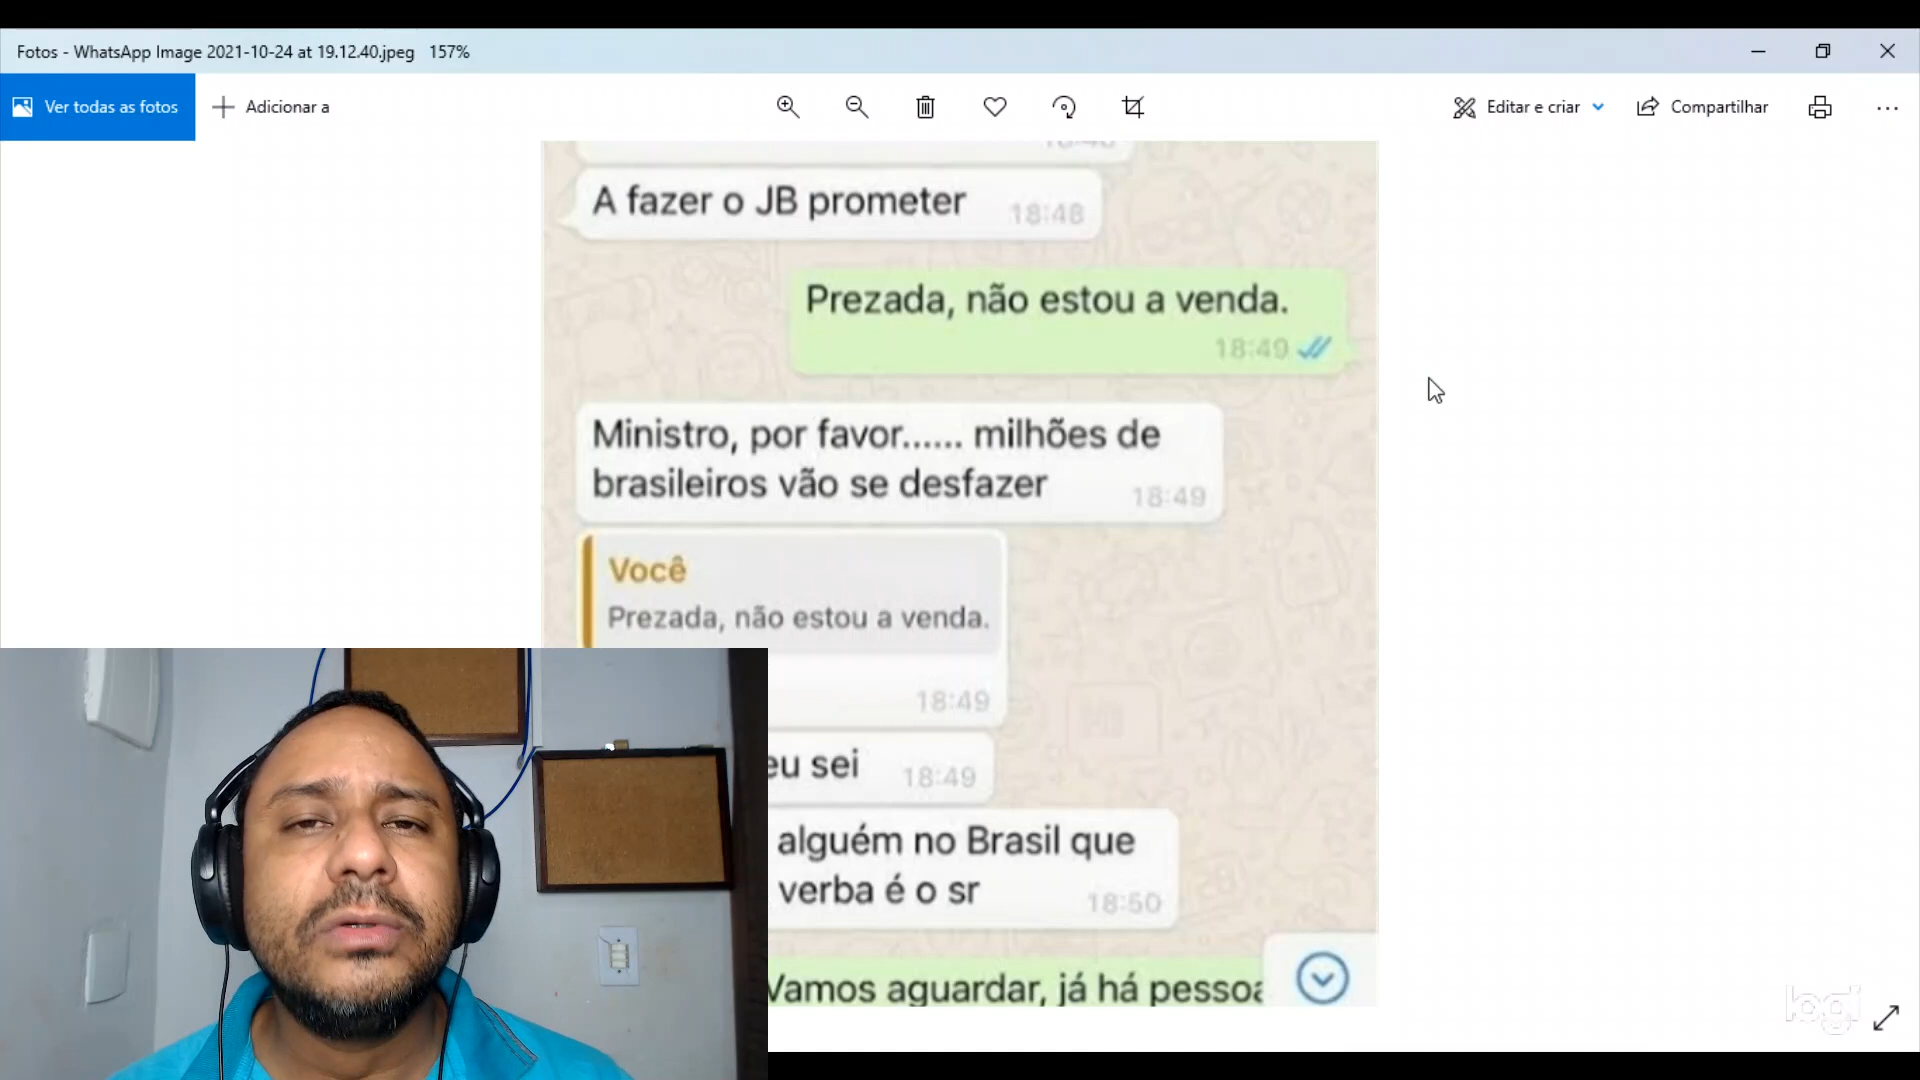 Fotos - WhatsApp Image 2021-10-24 at 19.12.40.jpeg 157%
Ver todas as fotos
Adicionar a
Editar e criar
Compartilhar
A fazer o JB prometer 18:48
Prezada, não estou a venda.
18:49
Ministro, por favor...... milhões de
brasileiros vão se desfazer 18:49
Você
Prezada, não estou a venda.
18:49
eu sei 18:49
alguém no Brasil que
verba é o sr 18:50
Vamos aguardar, já há pessoa
logi